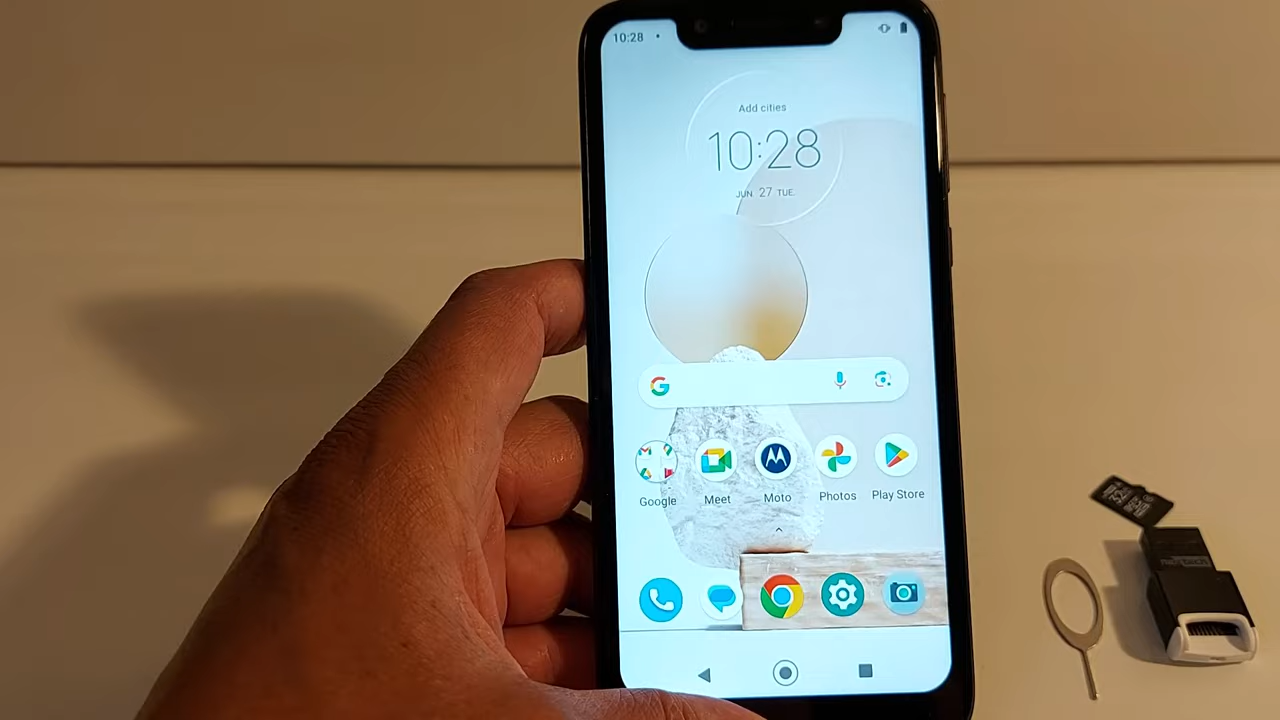 10:28
Add cities
10:28
JUN 27 TUE.
Google
Meet
Moto
Photos
Play Store